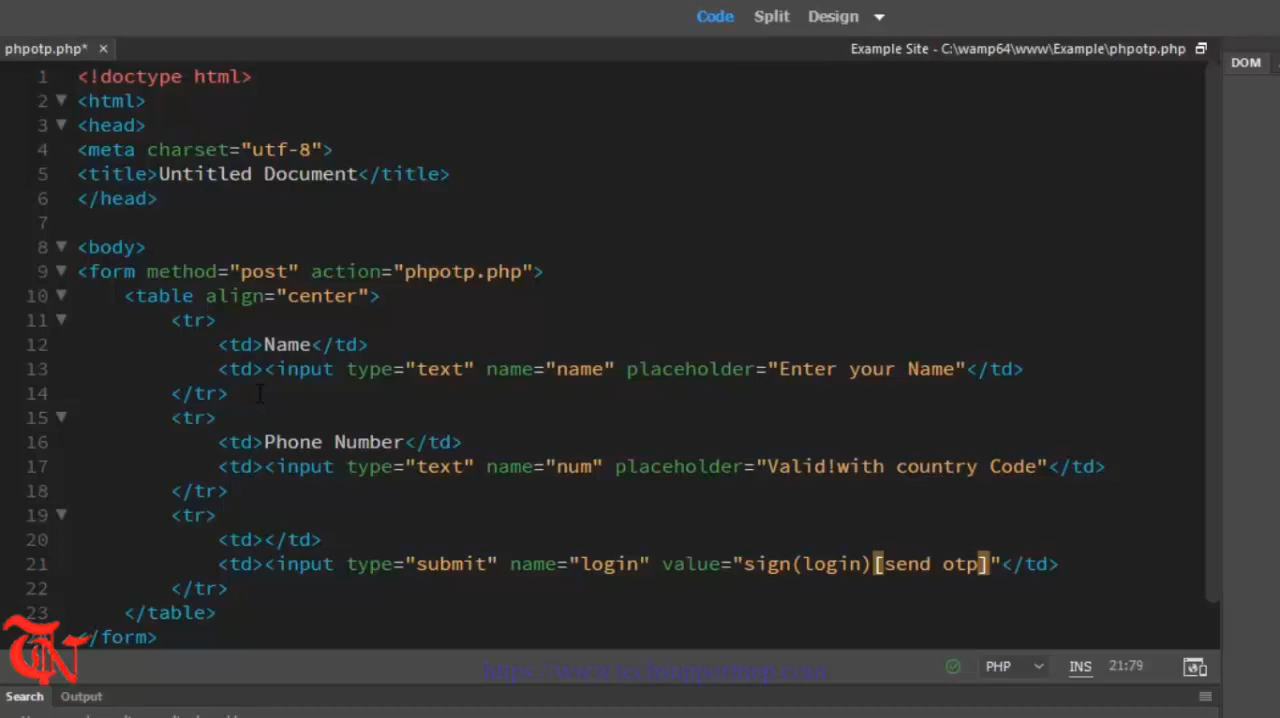 Code Split Design
phpotp.php* × Example Site - C:\wamp64\www\Example\phpotp.php
DOM
1 <!doctype html>
2 <html>
3 <head>
4 <meta charset="utf-8">
5 <title>Untitled Document</title>
6 </head>
7
8 <body>
9 <form method="post" action="phpotp.php">
10 <table align="center">
11 <tr>
12 <td>Name</td>
13 <td><input type="text" name="name" placeholder="Enter your Name"</td>
14 </tr>
15 <tr>
16 <td>Phone Number</td>
17 <td><input type="text" name="num" placeholder="Valid!with country Code"</td>
18 </tr>
19 <tr>
20 <td></td>
21 <td><input type="submit" name="login" value="sign(login)[send otp]"</td>
22 </tr>
23 </table>
</form>
TN
PHP INS 21:79
Search Output